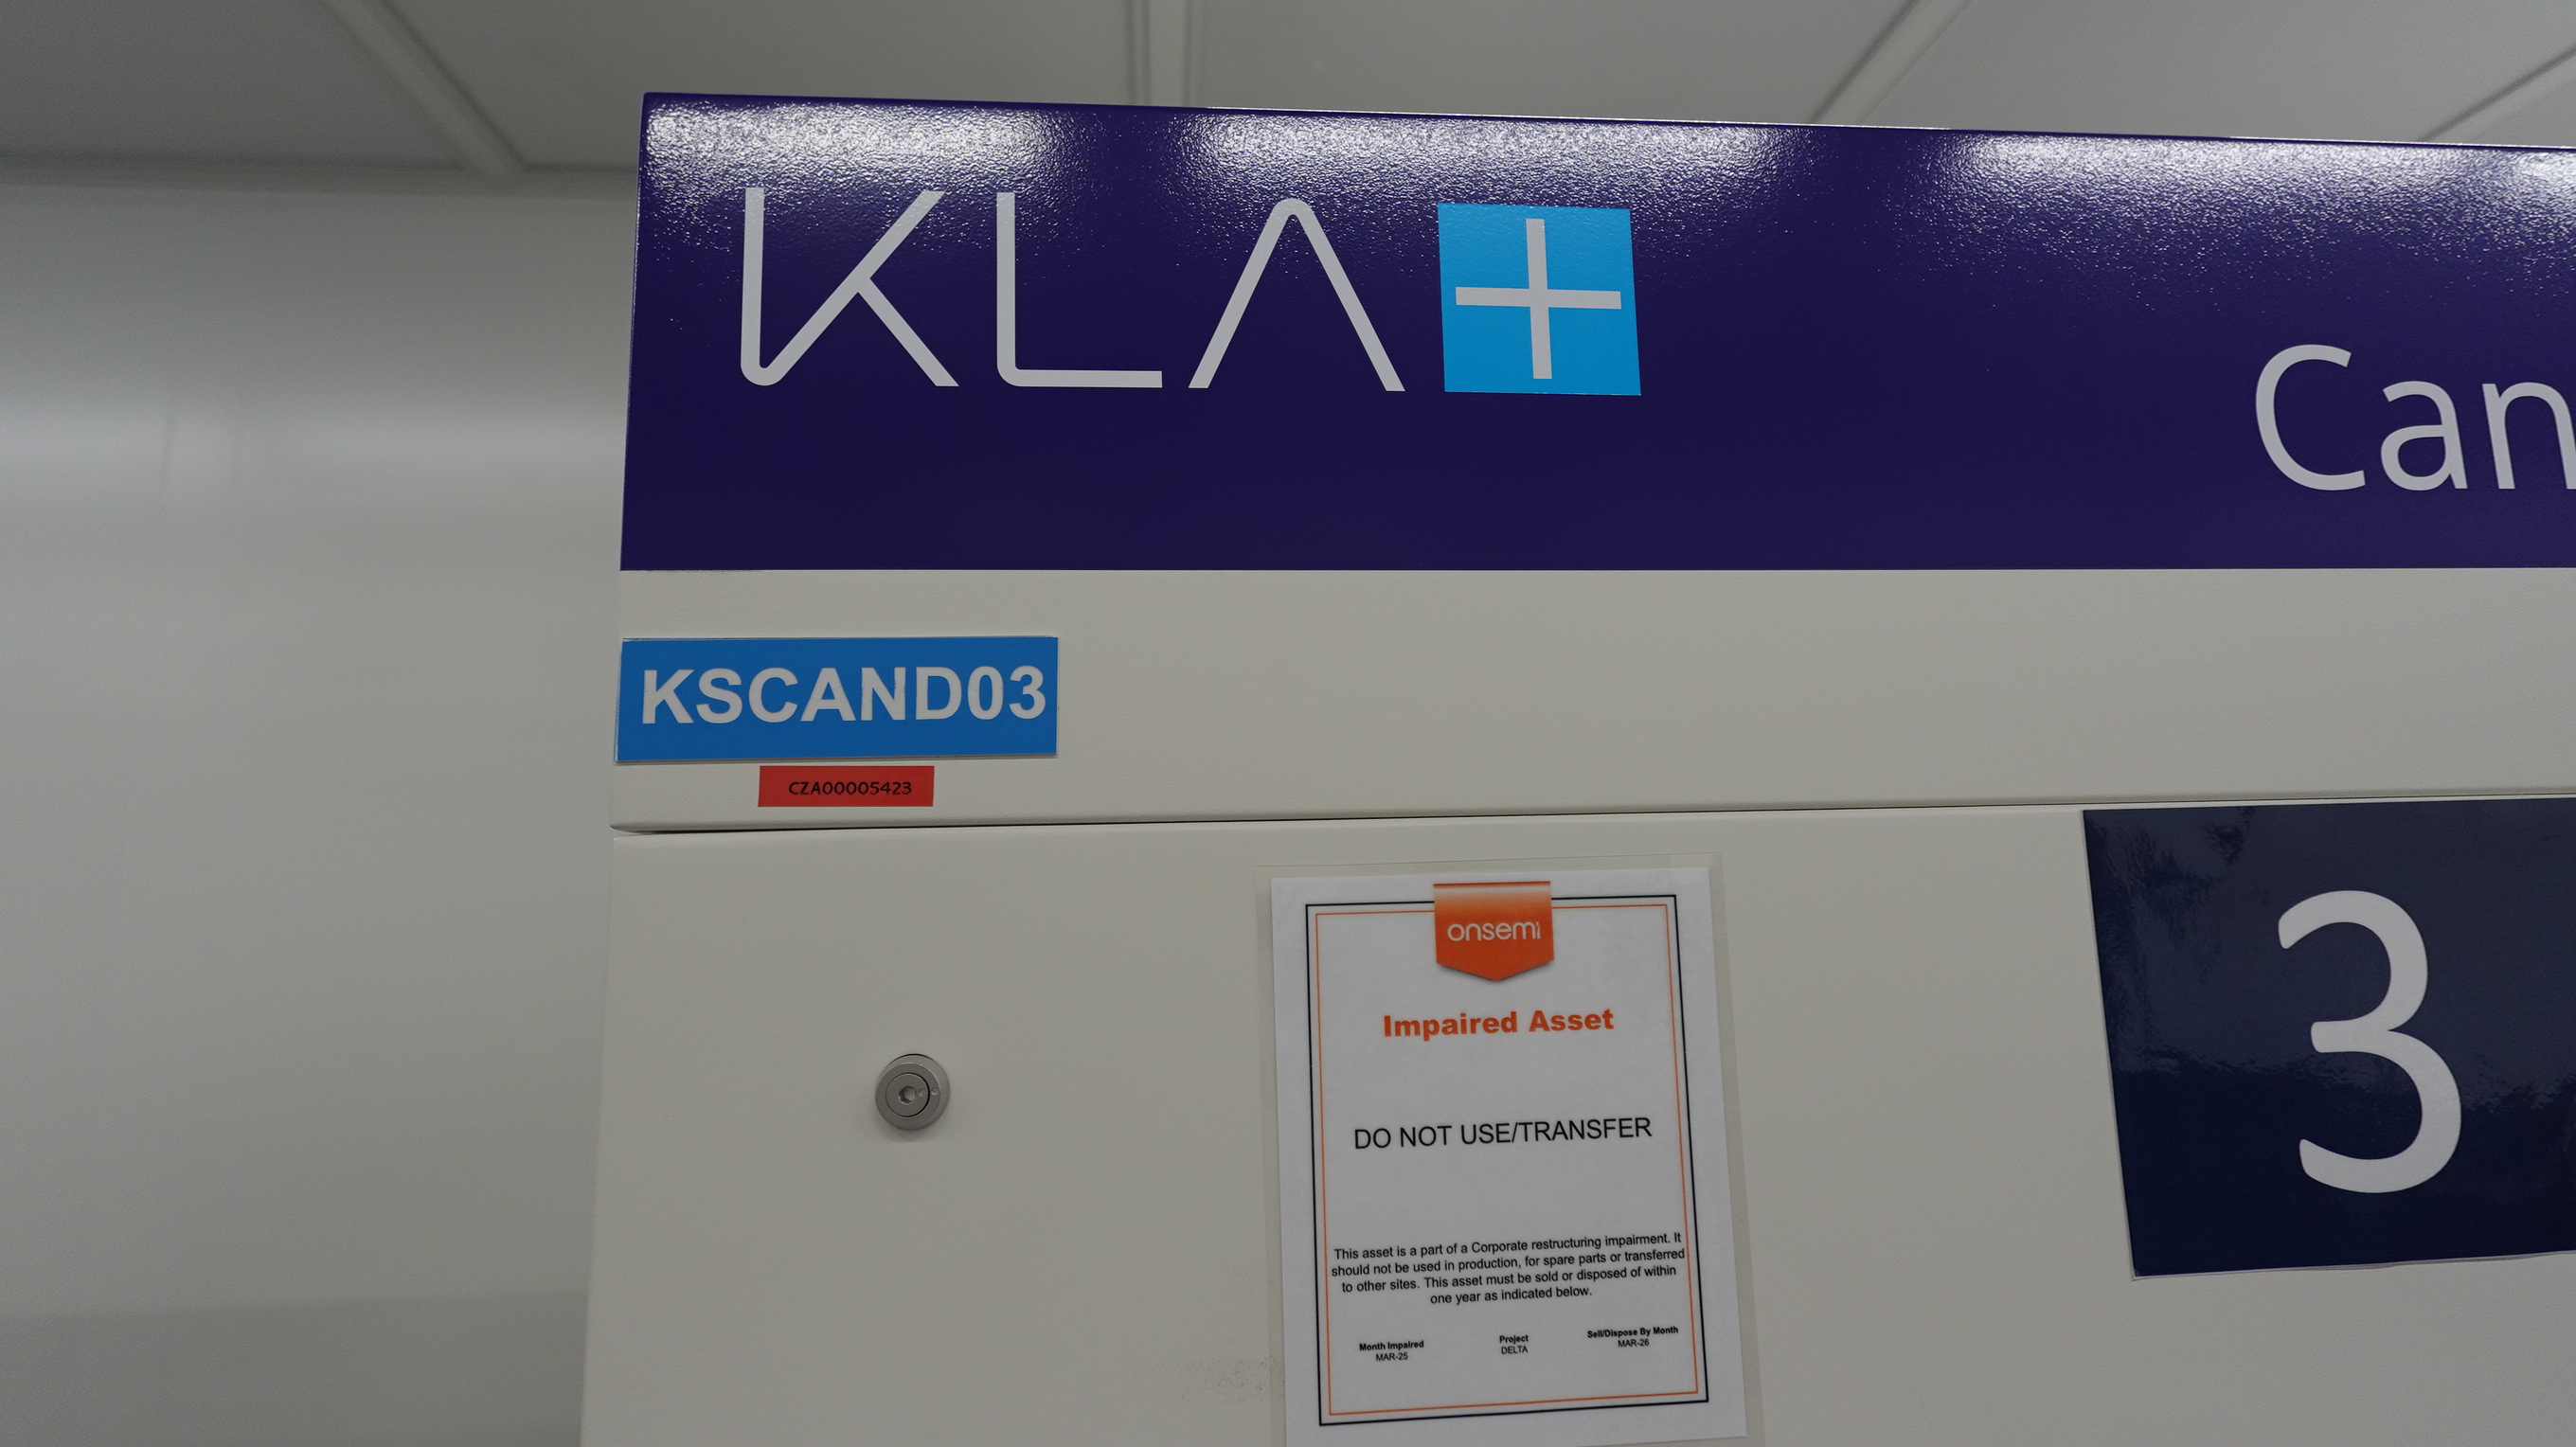 KLA+
Can
KSCAND03
CZA00005423
3
onsemi
Impaired Asset
DO NOT USE/TRANSFER
This asset is a part of a Corporate restructuring impairment. It
should not be used in production, for spare parts or transferred
to other sites. This asset must be sold or disposed of within
one year as indicated below.
Month Impaired
MAR-25
Project
DELTA
Sell/Dispose By Month
MAR-26